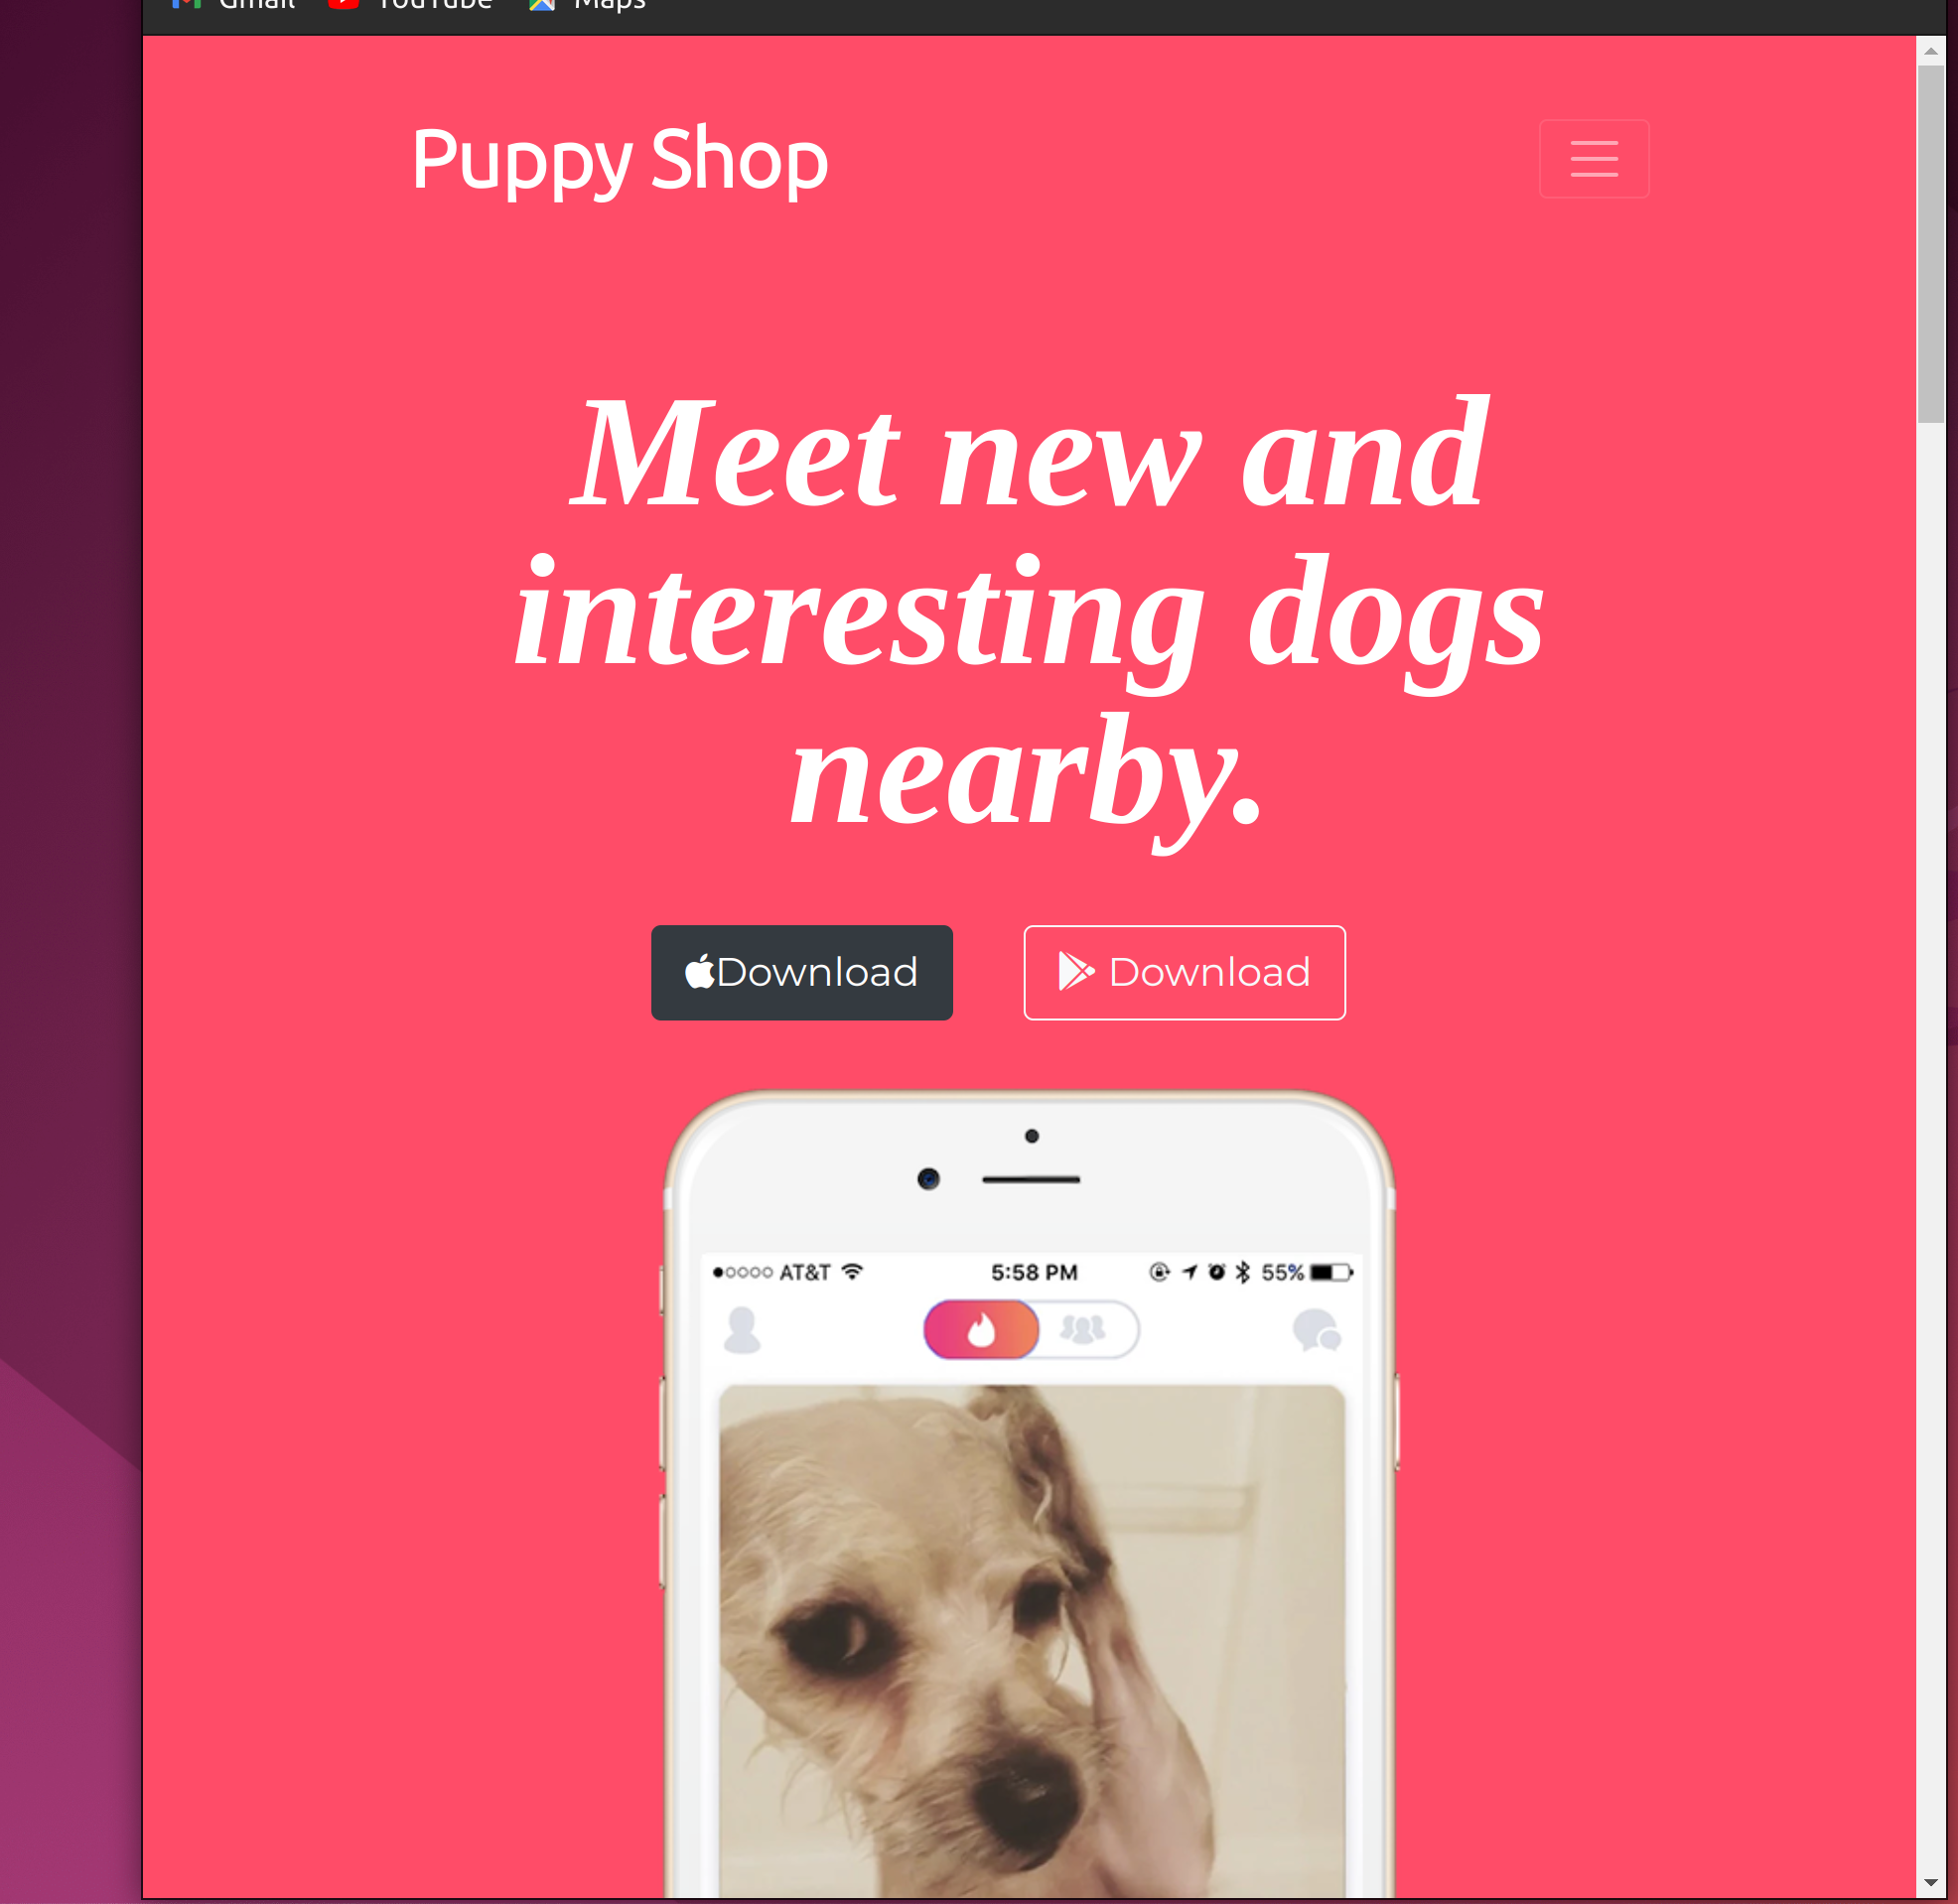 Gmail YouTube Maps
Puppy Shop
Meet new and
interesting dogs
nearby.
Download Download
AT&T 5:58 PM 55%